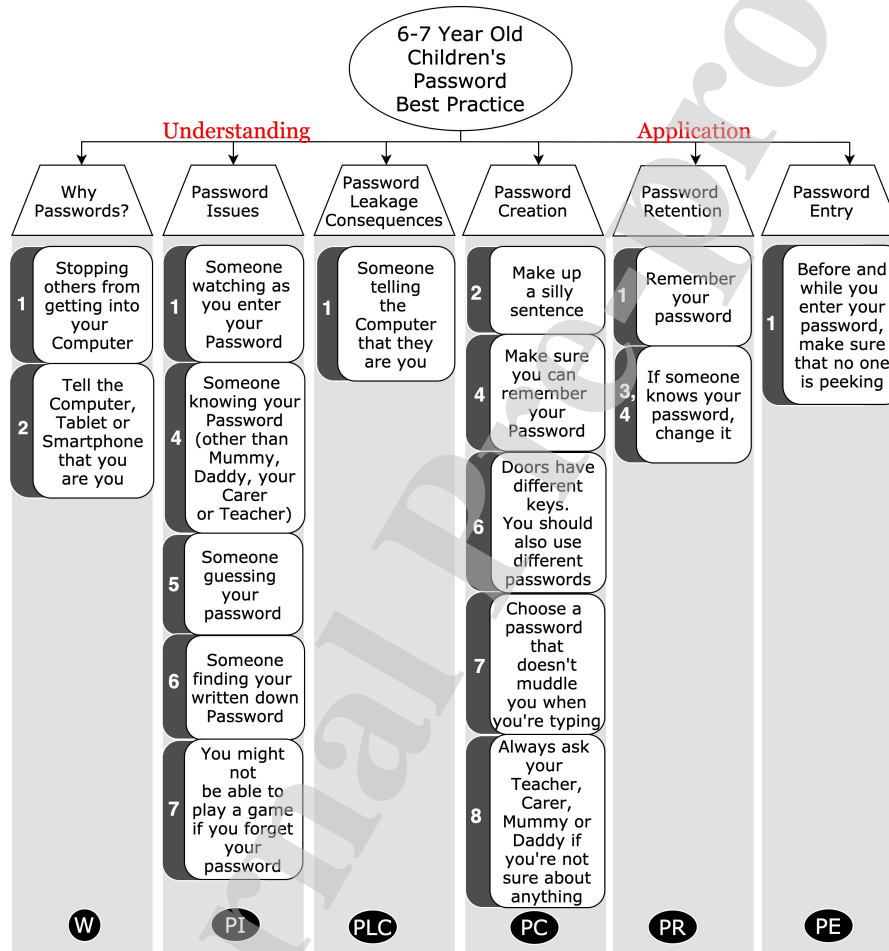 6-7 Year Old
Children's
Password
Best Practice
Understanding
Application
Why
Passwords?
Password
Issues
Password
Leakage
Consequences
Password
Creation
Password
Retention
Password
Entry
1
Stopping
others from
getting into
your
Computer
2
Tell the
Computer,
Tablet or
Smartphone
that you
are you
W
1
Someone
watching as
you enter
your
Password
4
Someone
knowing your
Password
(other than
Mummy,
Daddy, your
Carer
or Teacher)
5
Someone
guessing
your
password
6
Someone
finding your
written down
Password
7
You might
not
be able to
play a game
if you forget
your
password
PI
1
Someone
telling
the
Computer
that they
are you
PLC
2
Make up
a silly
sentence
4
Make sure
you can
remember
your
Password
6
Doors have
different
keys.
You should
also use
different
passwords
7
Choose a
password
that
doesn't
muddle
you when
you're typing
8
Always ask
your
Teacher,
Carer,
Mummy or
Daddy if
you're not
sure about
anything
PC
1
Remember
your
password
3,
4
If someone
knows your
password,
change it
PR
1
Before and
while you
enter your
password,
make sure
that no one
is peeking
PE